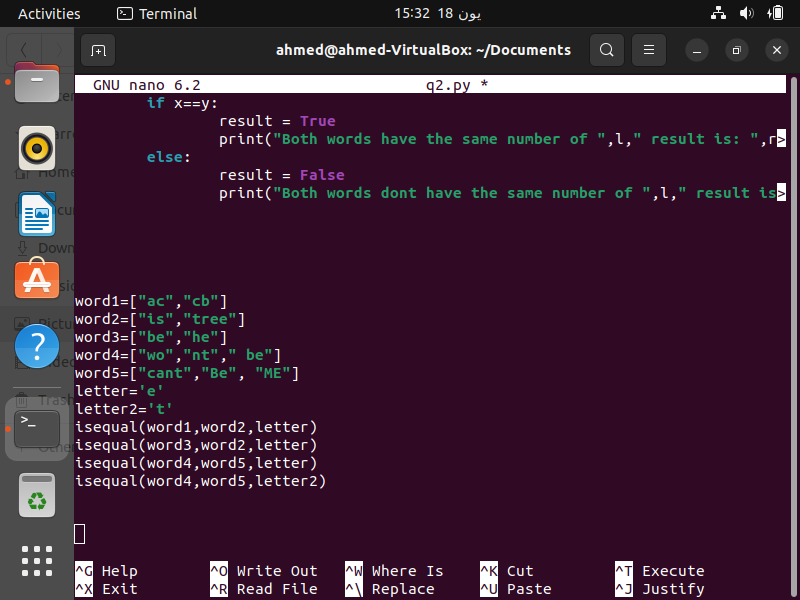 Activities
Terminal
15:32 18 يون
ahmed@ahmed-VirtualBox: ~/Documents
GNU nano 6.2 q2.py *
if x==y:
result = True
print("Both words have the same number of ",l," result is: ",r>
else:
result = False
print("Both words dont have the same number of ",l," result is>
word1=["ac","cb"]
word2=["is","tree"]
word3=["be","he"]
word4=["wo","nt"," be"]
word5=["cant","Be", "ME"]
letter='e'
letter2='t'
isequal(word1,word2,letter)
isequal(word3,word2,letter)
isequal(word4,word5,letter)
isequal(word4,word5,letter2)
^G Help ^O Write Out ^W Where Is ^K Cut ^T Execute
^X Exit ^R Read File ^\ Replace ^U Paste ^J Justify